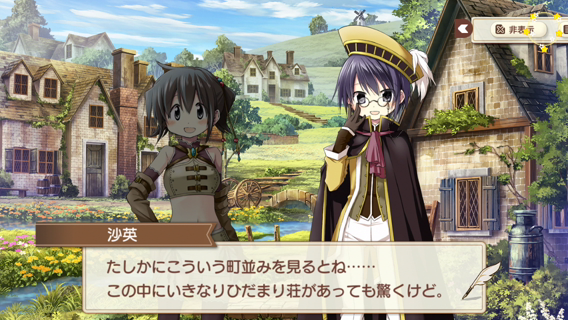 非表示
沙英
たしかにこういう町並みを見るとね……
この中にいきなりひだまり荘があっても驚くけど。